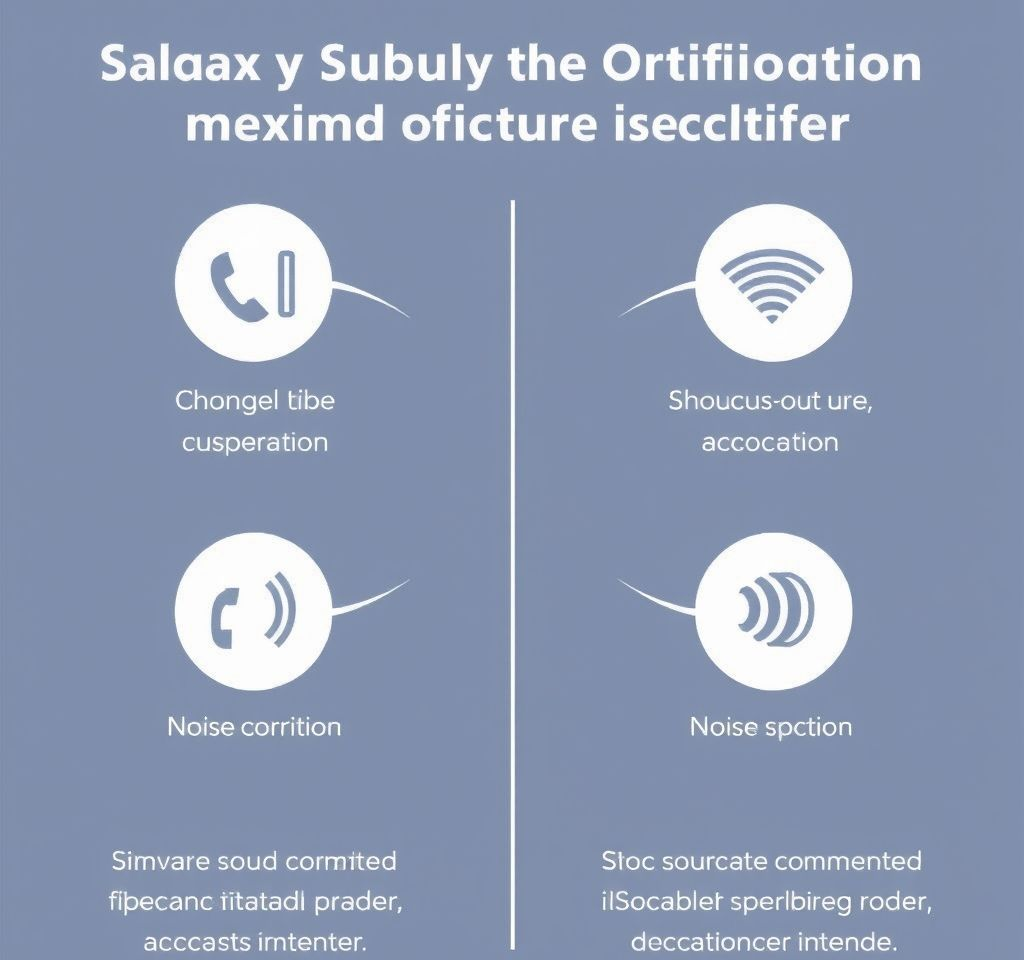 Salaax y Subuly the Ortifiioation
meximd oficture iseccltifer
Chongel tibe
cusperation
Shoucus-out ure,
accocation
Noise corrition
Noise spction
Simvare soud cormited
fipecanc ritatadl prader,
acccasts imtenter.
Stoc sourcate commented
ilSocablet sperlbireg roder,
deccationcer intende.